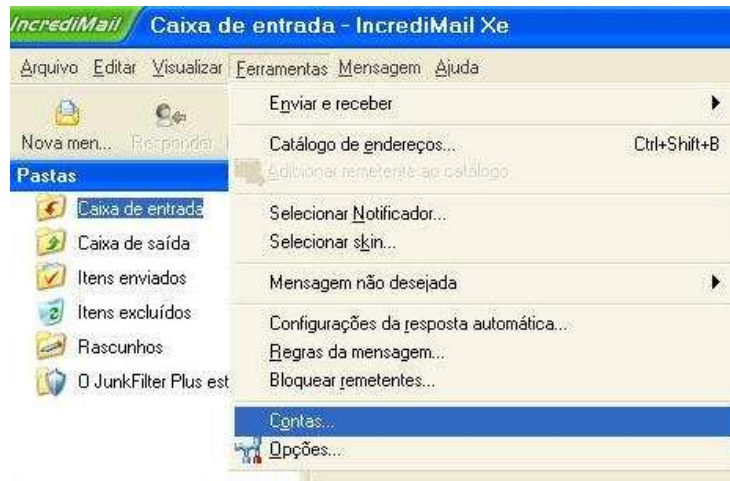 IncrediMail Caixa de entrada - IncrediMail Xe
Arquivo Editar Visualizar Ferramentas Mensagem Ajuda
Nova men... Responder
Pastas
Caixa de entrada
Caixa de saída
Itens enviados
Itens excluídos
Rascunhos
O JunkFilter Plus est
Enviar e receber
Catálogo de endereços... Ctrl+Shift+B
Adicionar remetente ao catálogo
Selecionar Notificador...
Selecionar skin...
Mensagem não desejada
Configurações da resposta automática...
Regras da mensagem...
Bloquear remetentes...
Contas...
Opções...